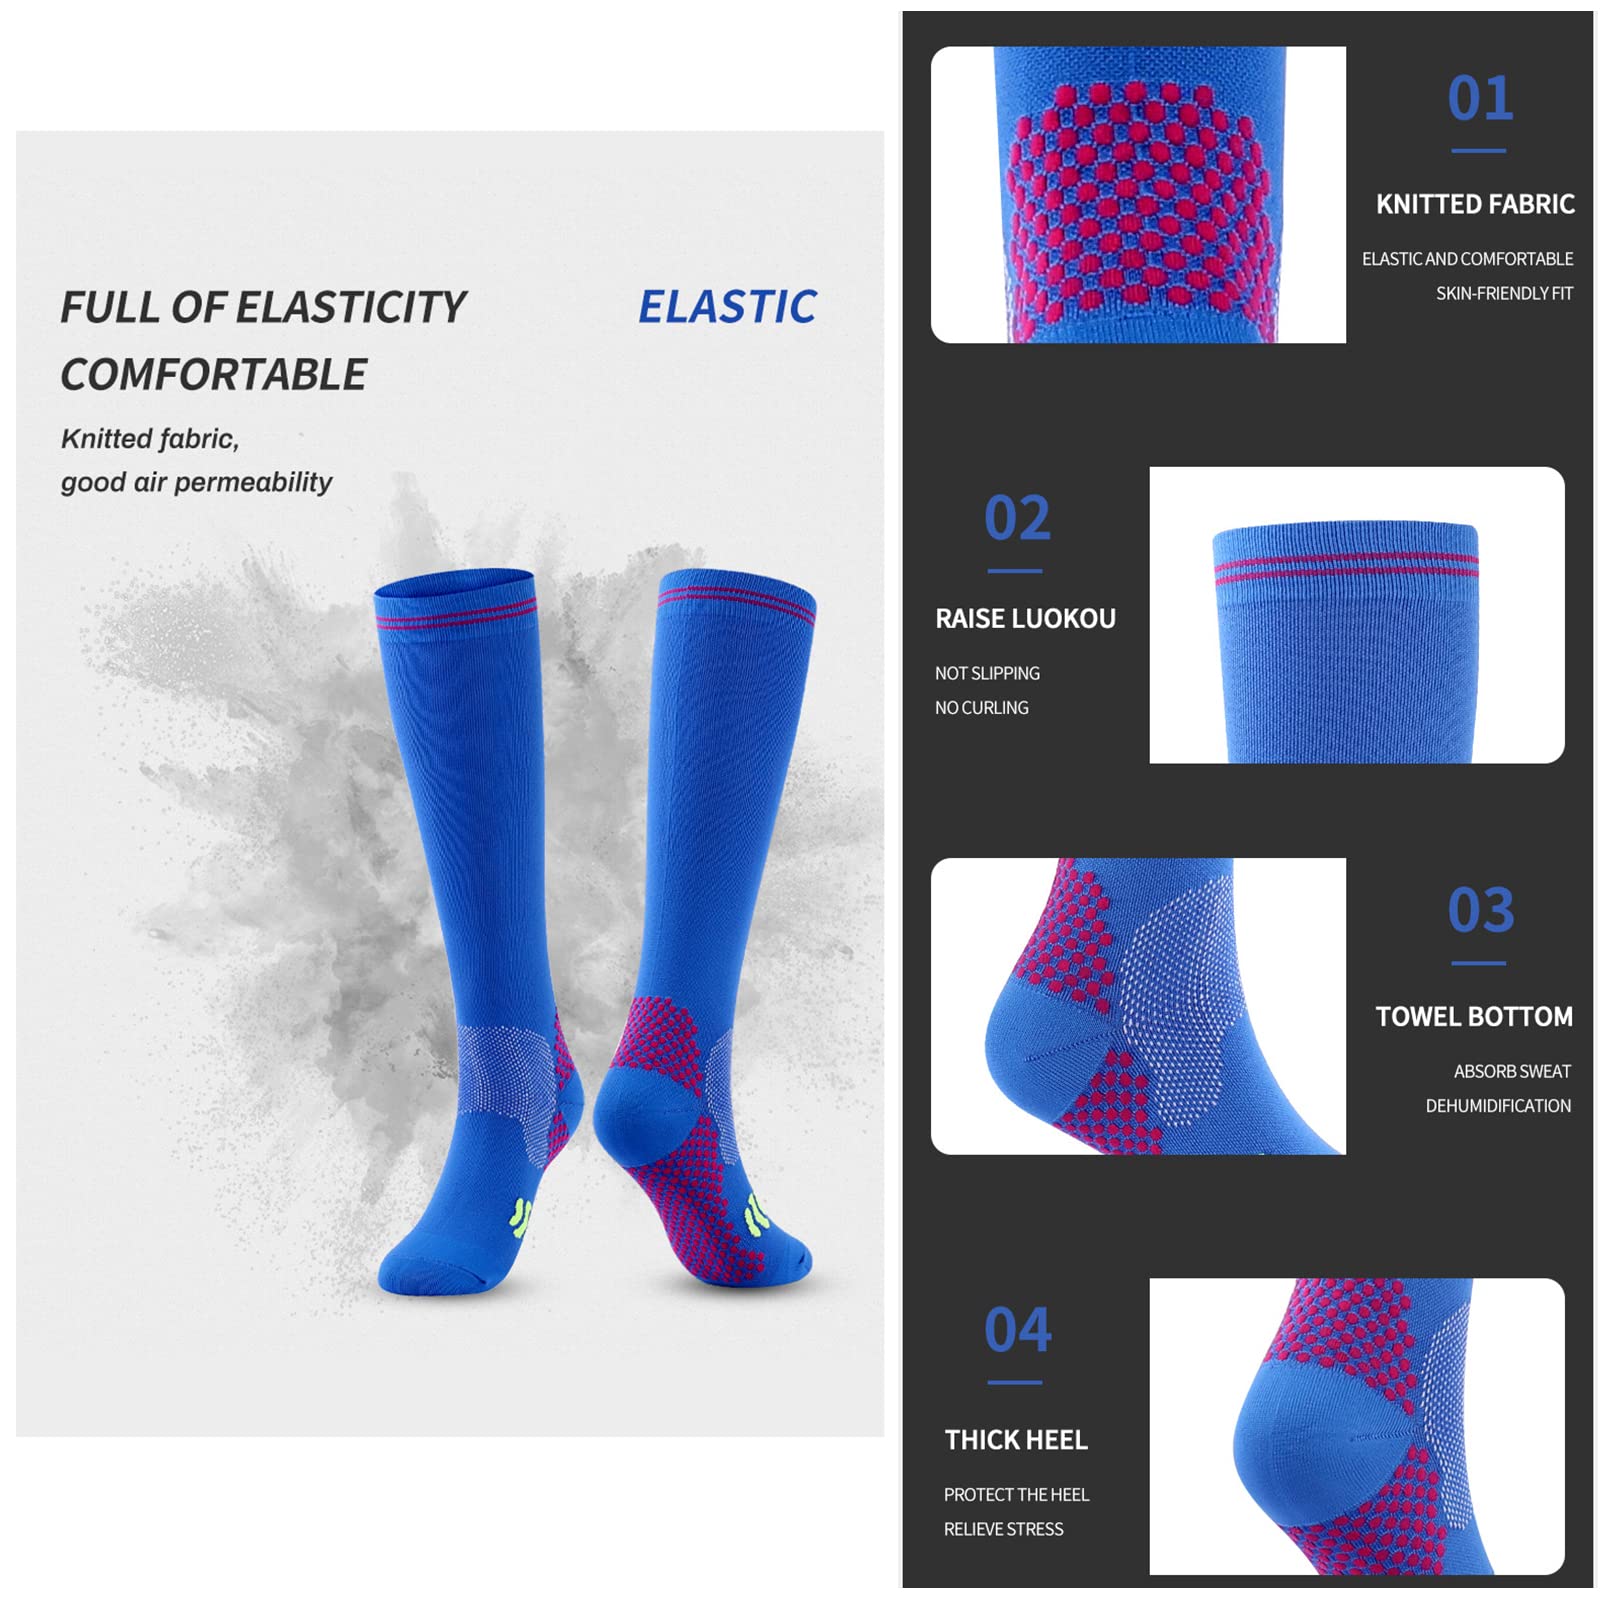 FULL OF ELASTICITY
ELASTIC
COMFORTABLE
Knitted fabric,
good air permeability
01
KNITTED FABRIC
ELASTIC AND COMFORTABLE
SKIN-FRIENDLY FIT
02
RAISE LUOKOU
NOT SLIPPING
NO CURLING
03
TOWEL BOTTOM
ABSORB SWEAT
DEHUMIDIFICATION
04
THICK HEEL
PROTECT THE HEEL
RELIEVE STRESS